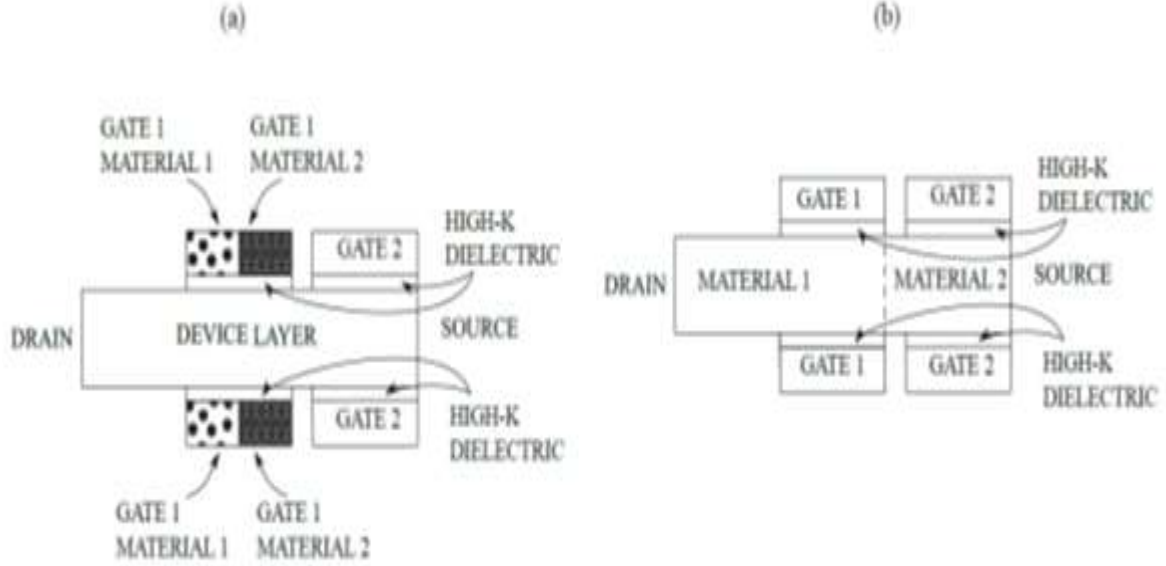 (a)
GATE 1
MATERIAL 1
GATE 1
MATERIAL 2
GATE 2
HIGH-K
DIELECTRIC
DRAIN
DEVICE LAYER
SOURCE
GATE 2
HIGH-K
DIELECTRIC
GATE 1
MATERIAL 1
GATE 1
MATERIAL 2
(b)
GATE 1
GATE 2
HIGH-K
DIELECTRIC
DRAIN
MATERIAL 1
MATERIAL 2
SOURCE
GATE 1
GATE 2
HIGH-K
DIELECTRIC